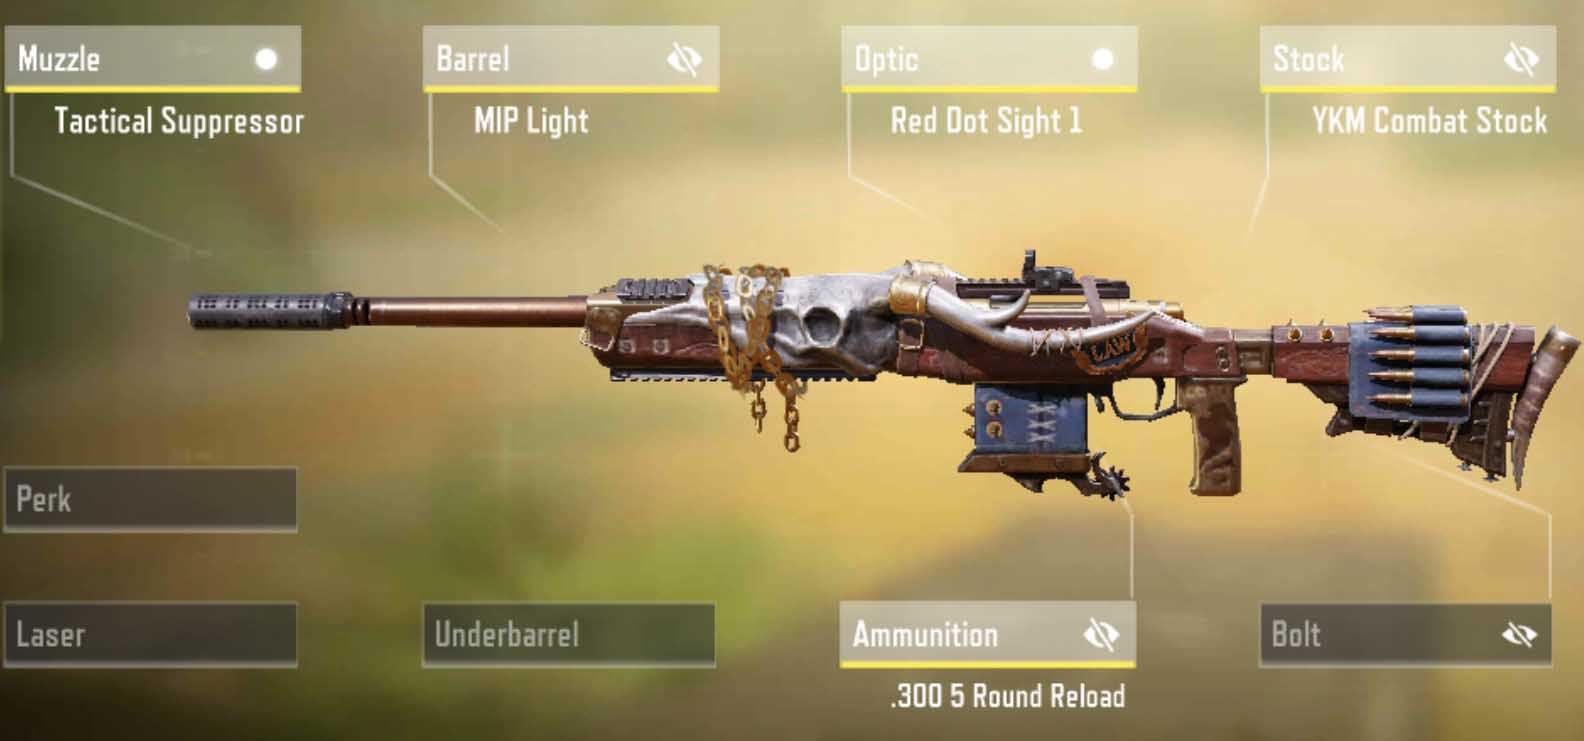 Muzzle
Barrel
Optic
Stock
Tactical Suppressor
MIP Light
Red Dot Sight 1
YKM Combat Stock
LAW
XXX
Perk
Laser
Underbarrel
Ammunition
Bolt
.300 5 Round Reload